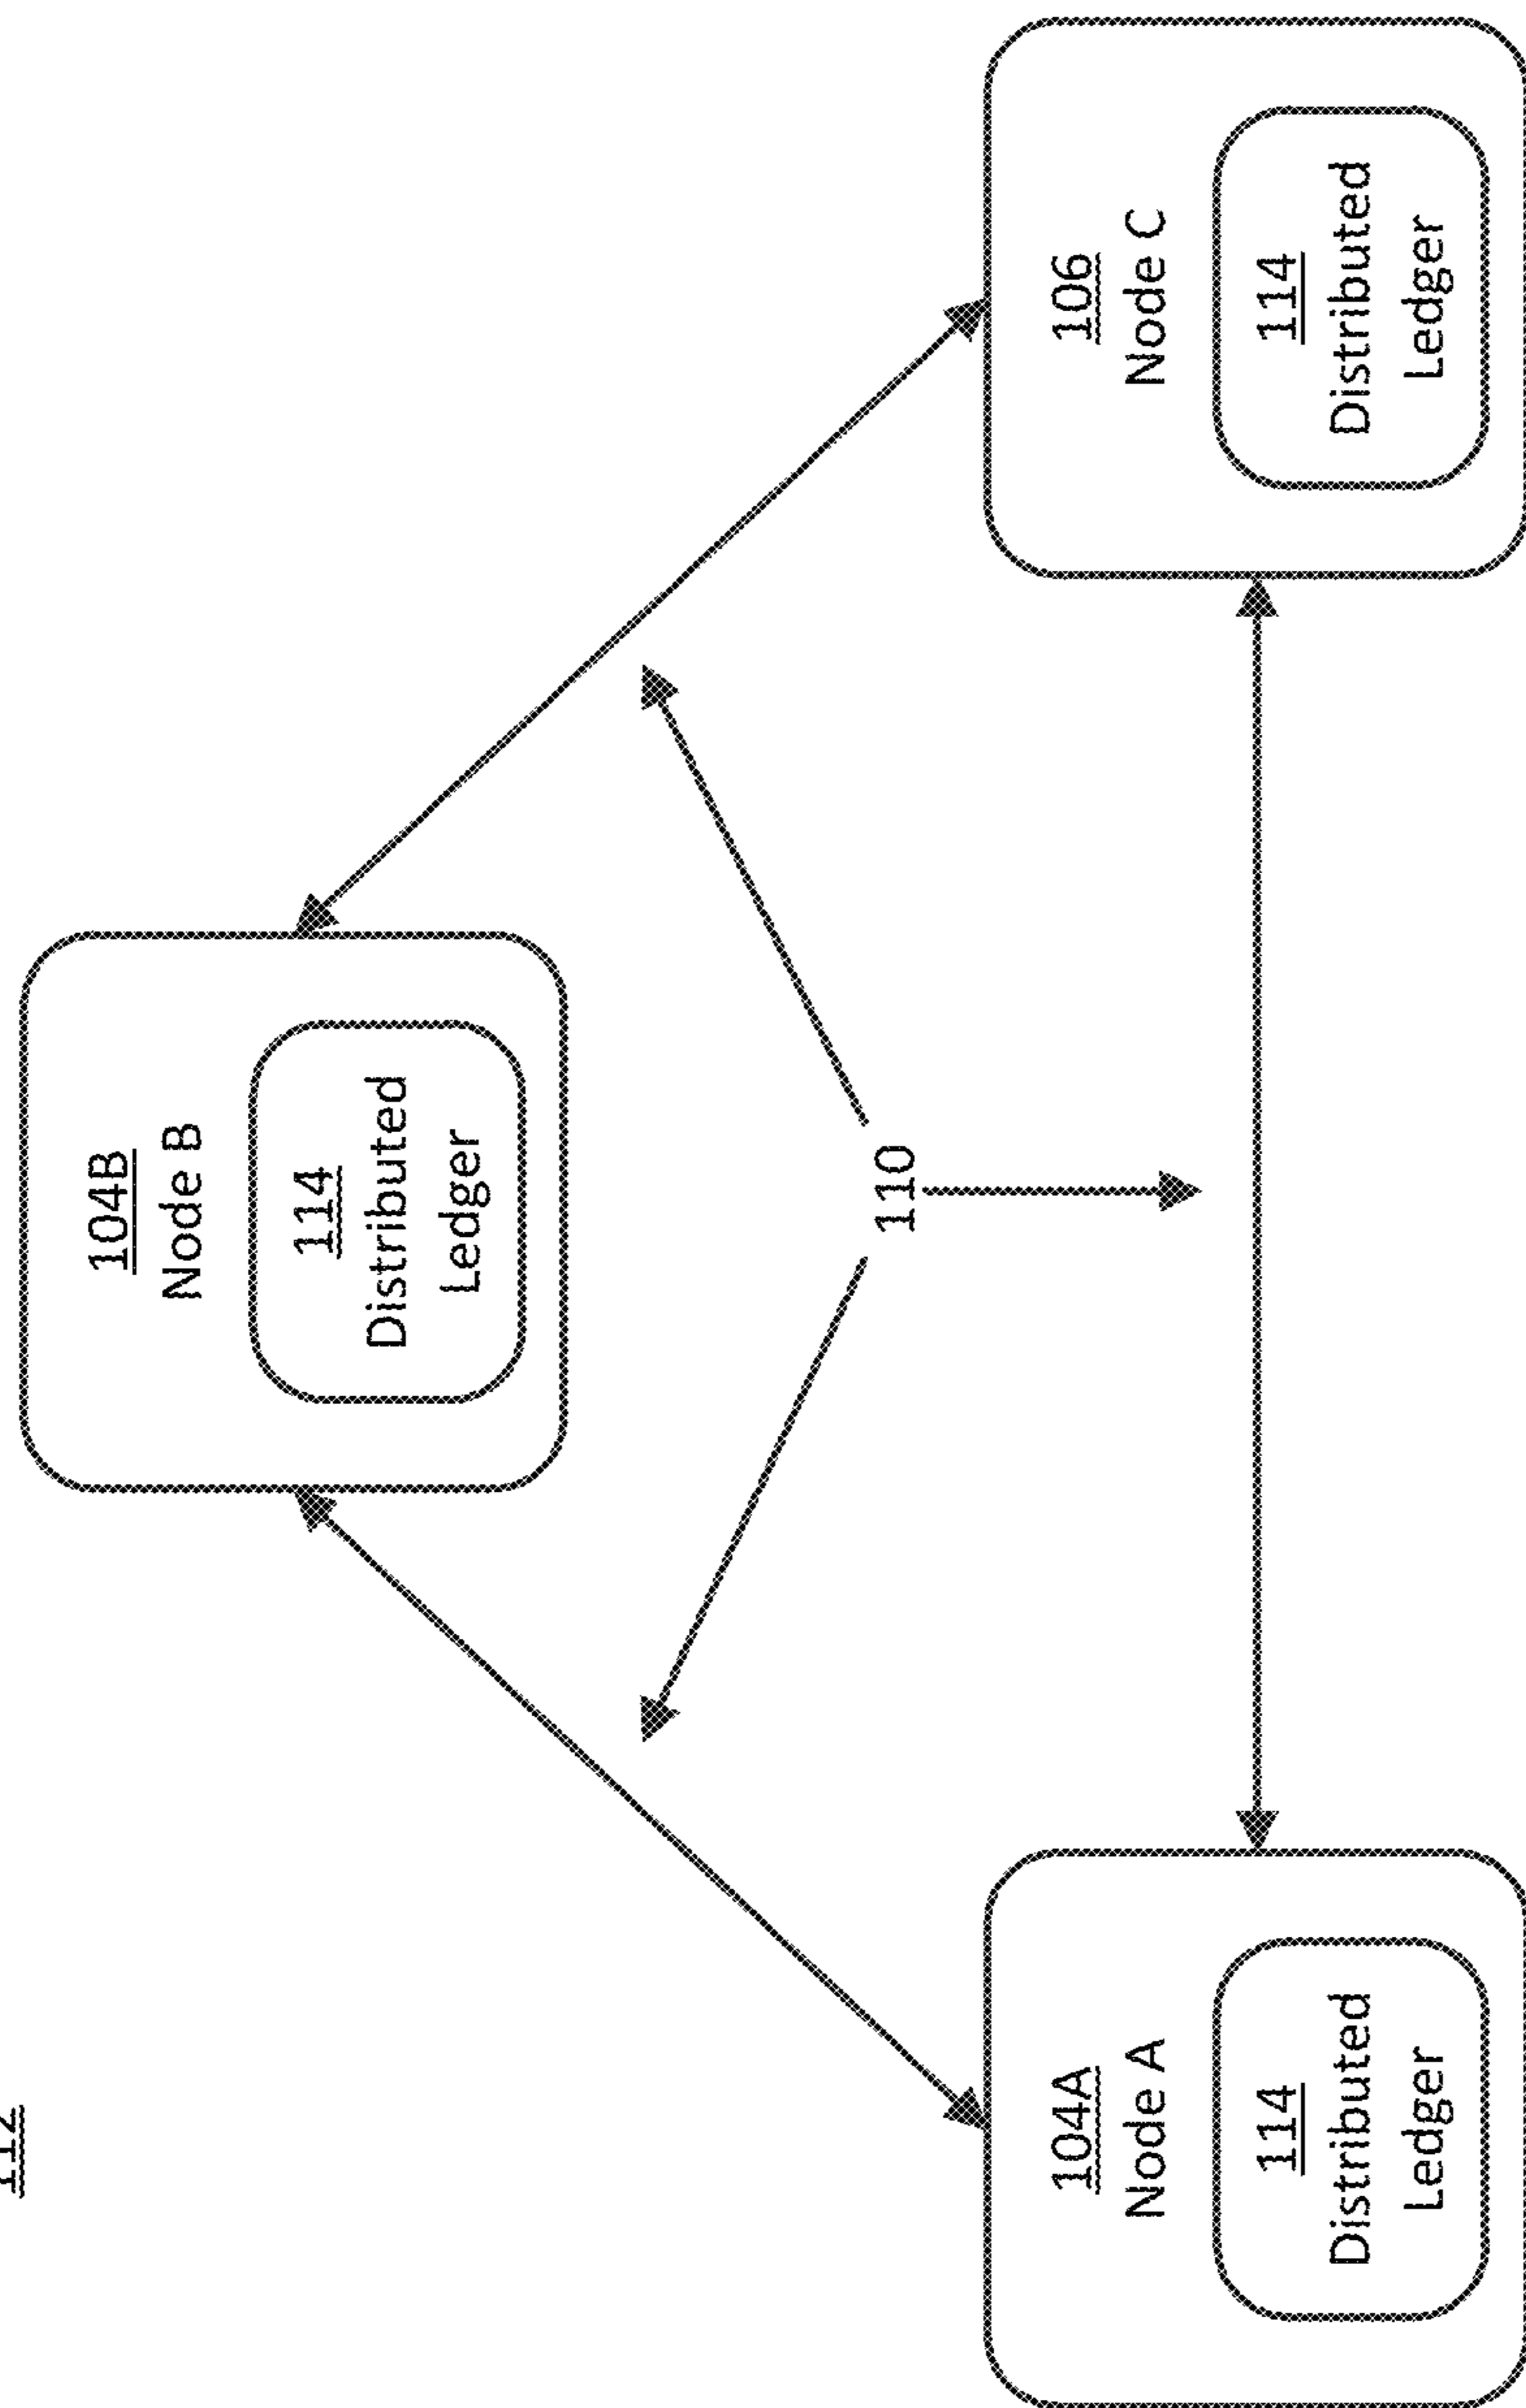 112
104B
Node B
114
Distributed
Ledger
110
104A
Node A
114
Distributed
Ledger
106
Node C
114
Distributed
Ledger